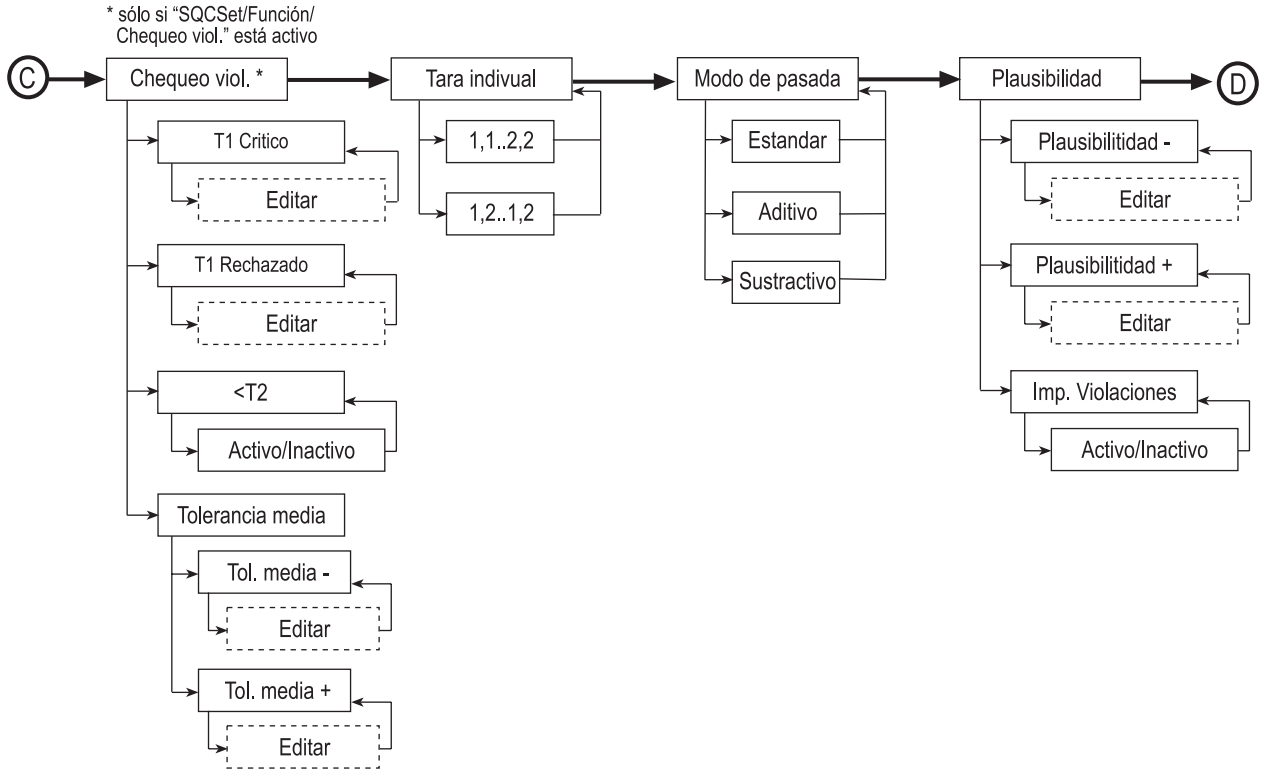 * sólo si “SQCSet/Función/
Chequeo viol.” está activo
C
Chequeo viol. *
Tara indivual
Modo de pasada
Plausibilidad
D
T1 Critico
Editar
T1 Rechazado
Editar
<T2
Activo/Inactivo
Tolerancia media
Tol. media -
Editar
Tol. media +
Editar
1,1..2,2
1,2..1,2
Estandar
Aditivo
Sustractivo
Plausibilitidad -
Editar
Plausibilitidad +
Editar
Imp. Violaciones
Activo/Inactivo